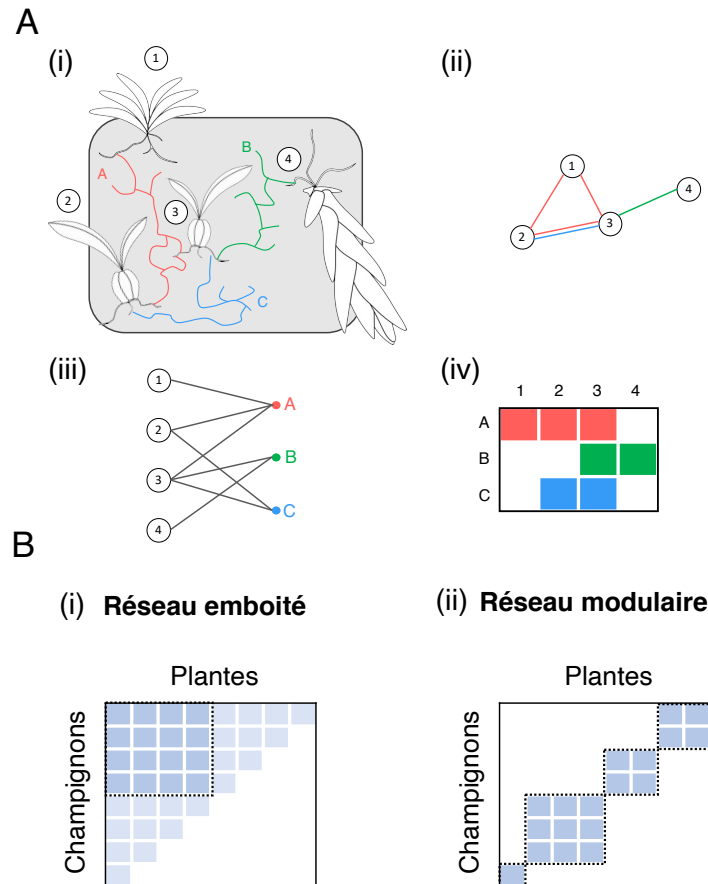 A
(i)
(ii)
1
2
3
4
A
B
C
1
2
3
4
(iii)
(iv)
1
2
3
4
A
B
C
1 2 3 4
A
B
C
B
(i) Réseau emboité
(ii) Réseau modulaire
Plantes
Champignons
Plantes
Champignons